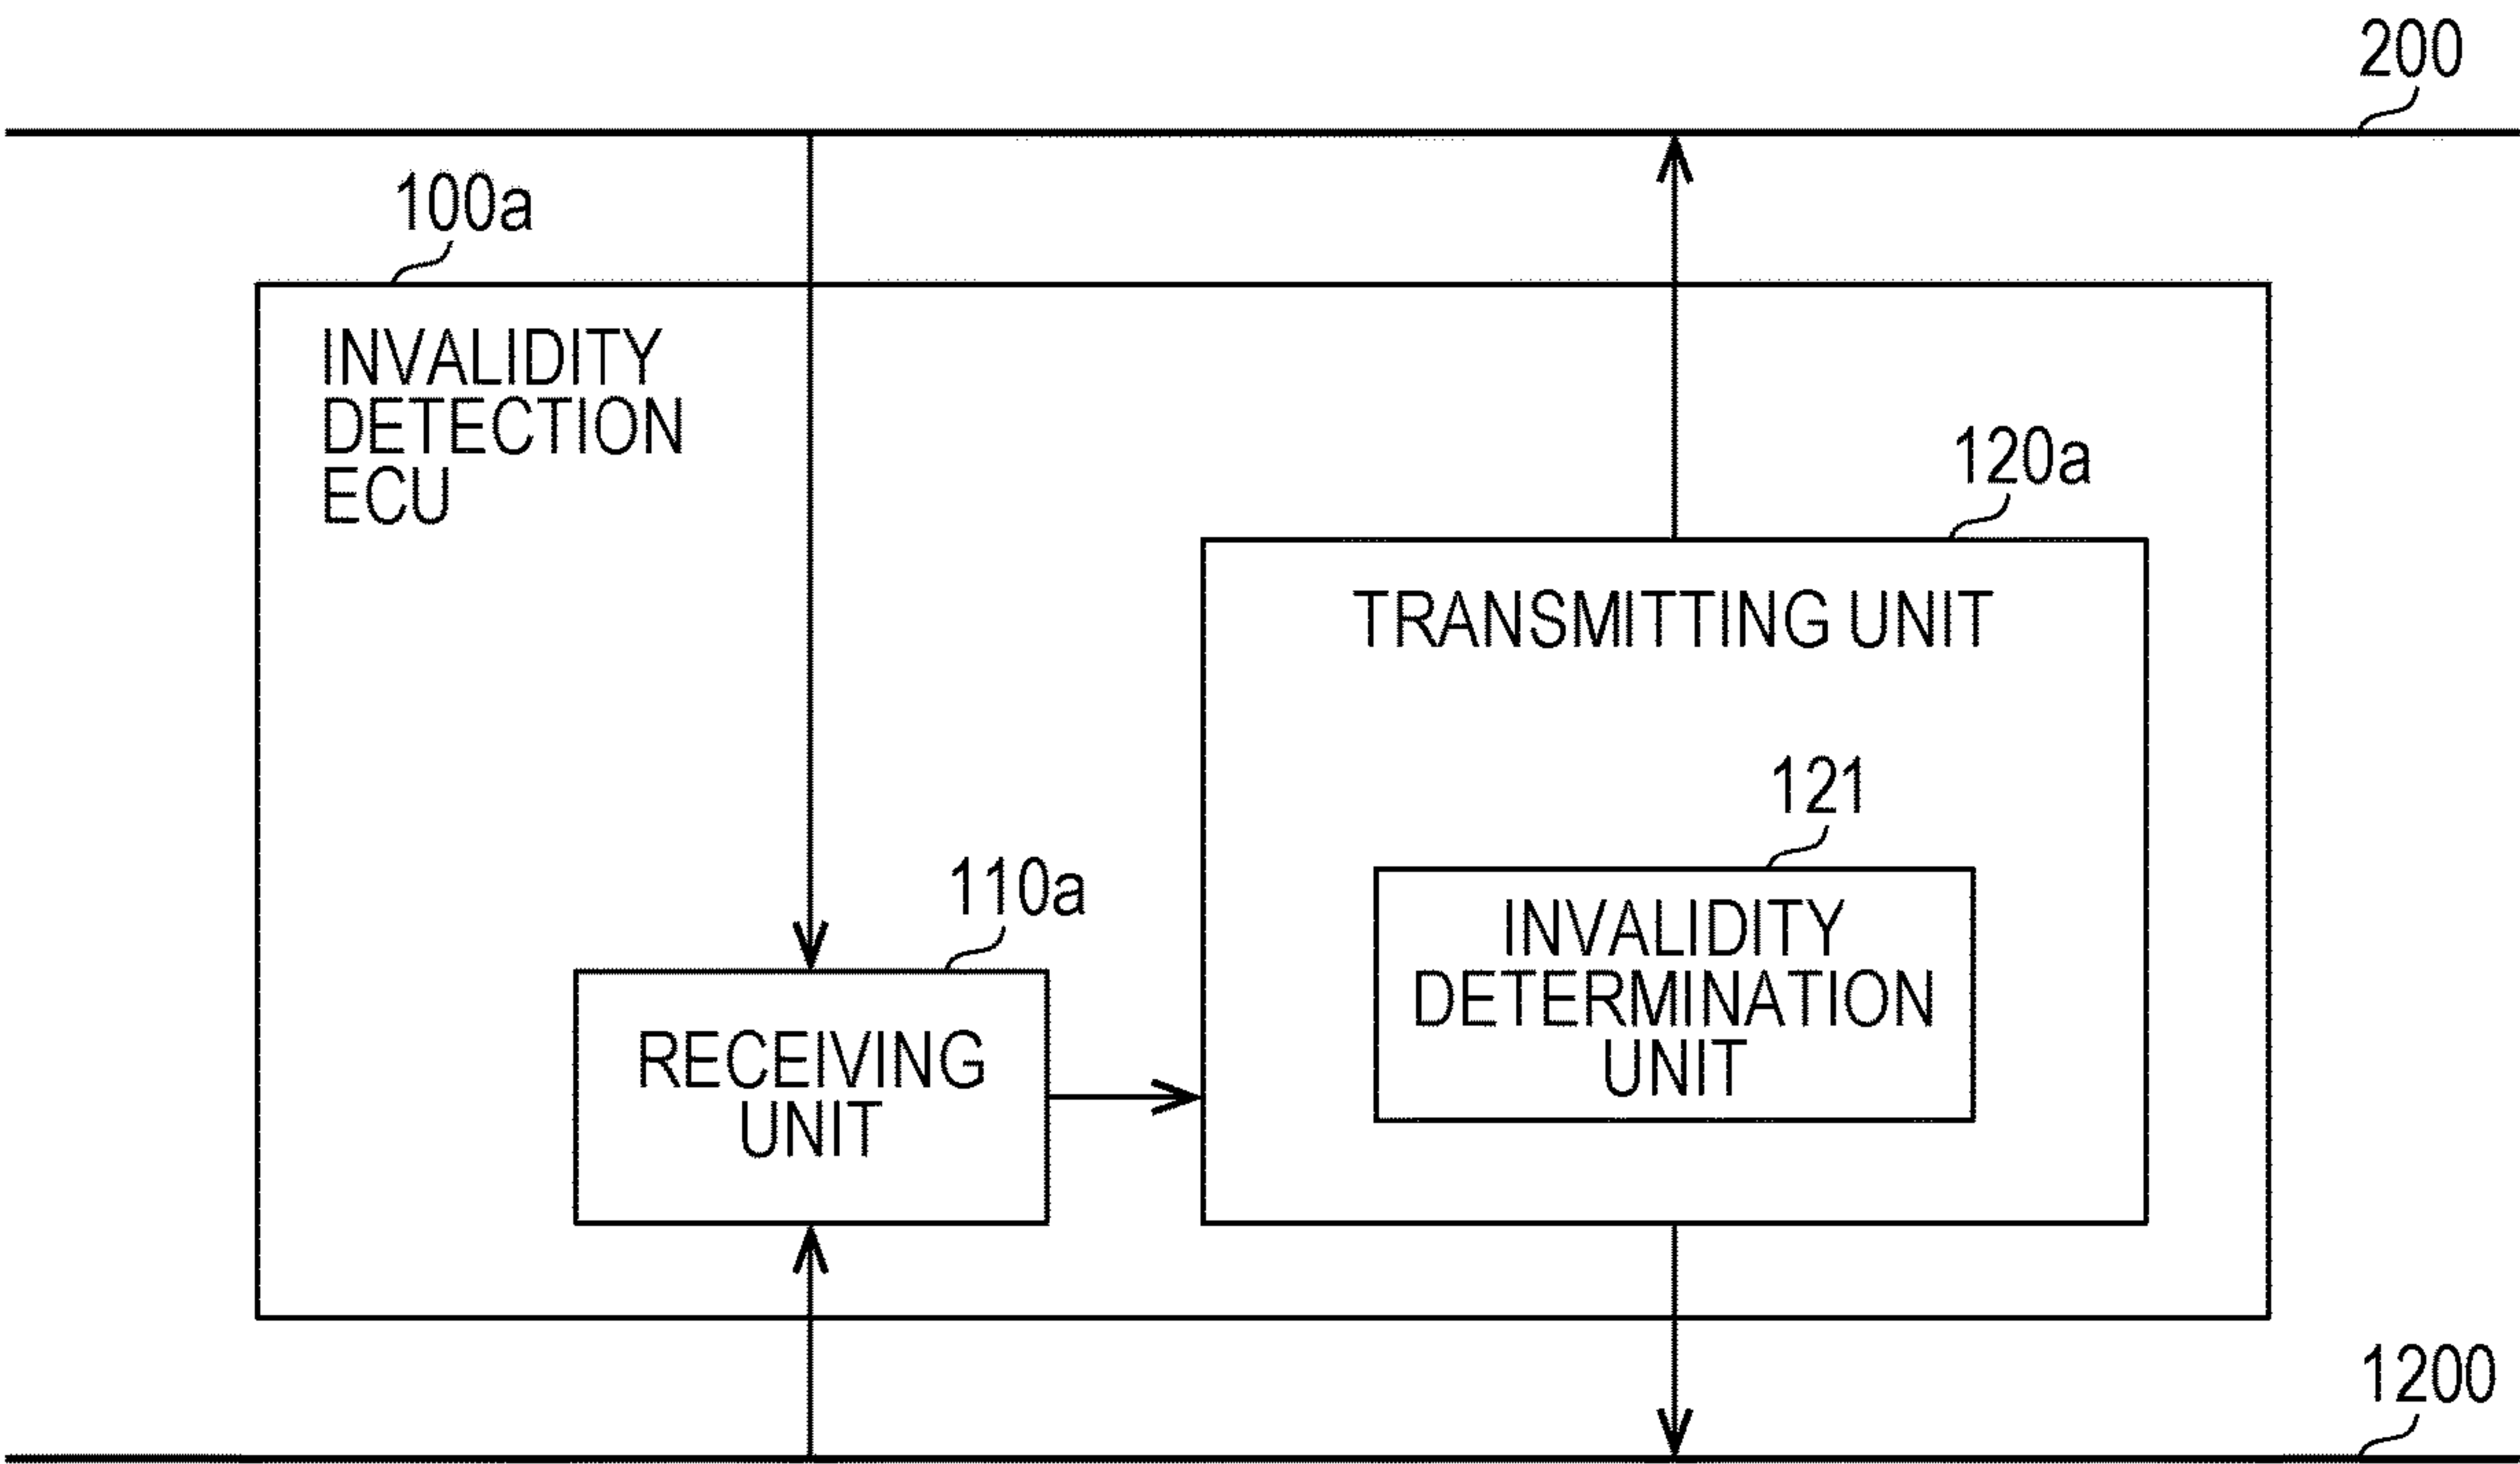 200
100a
INVALIDITY
DETECTION
ECU
120a
TRANSMITTING UNIT
121
INVALIDITY
DETERMINATION
UNIT
110a
RECEIVING
UNIT
1200